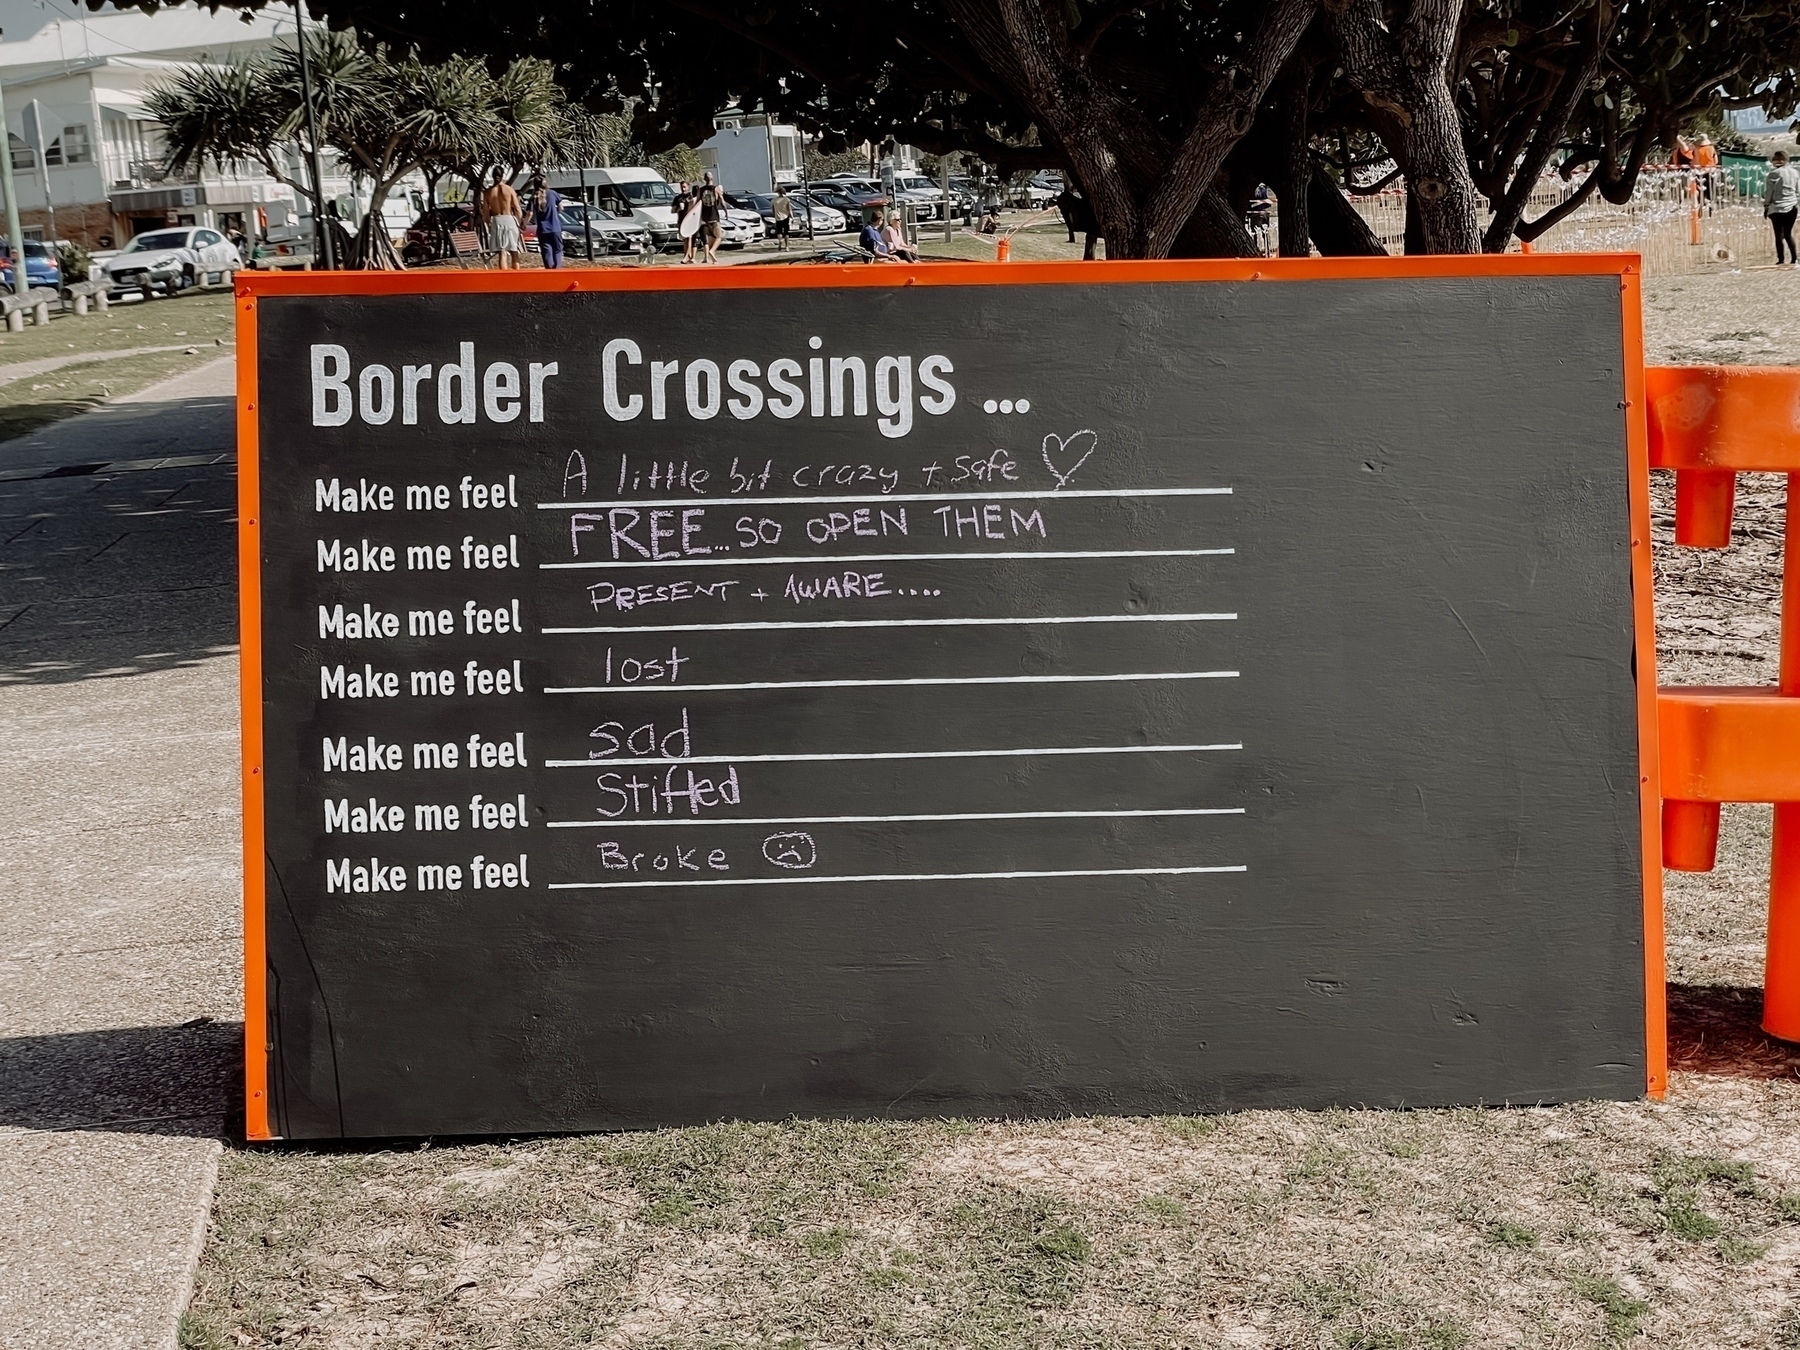 Border Crossings ...
Make me feel A little bit crazy + safe
Make me feel FREE... SO OPEN THEM
Make me feel PRESENT + AWARE....
Make me feel lost
Make me feel sad
Make me feel Stifled
Make me feel Broke